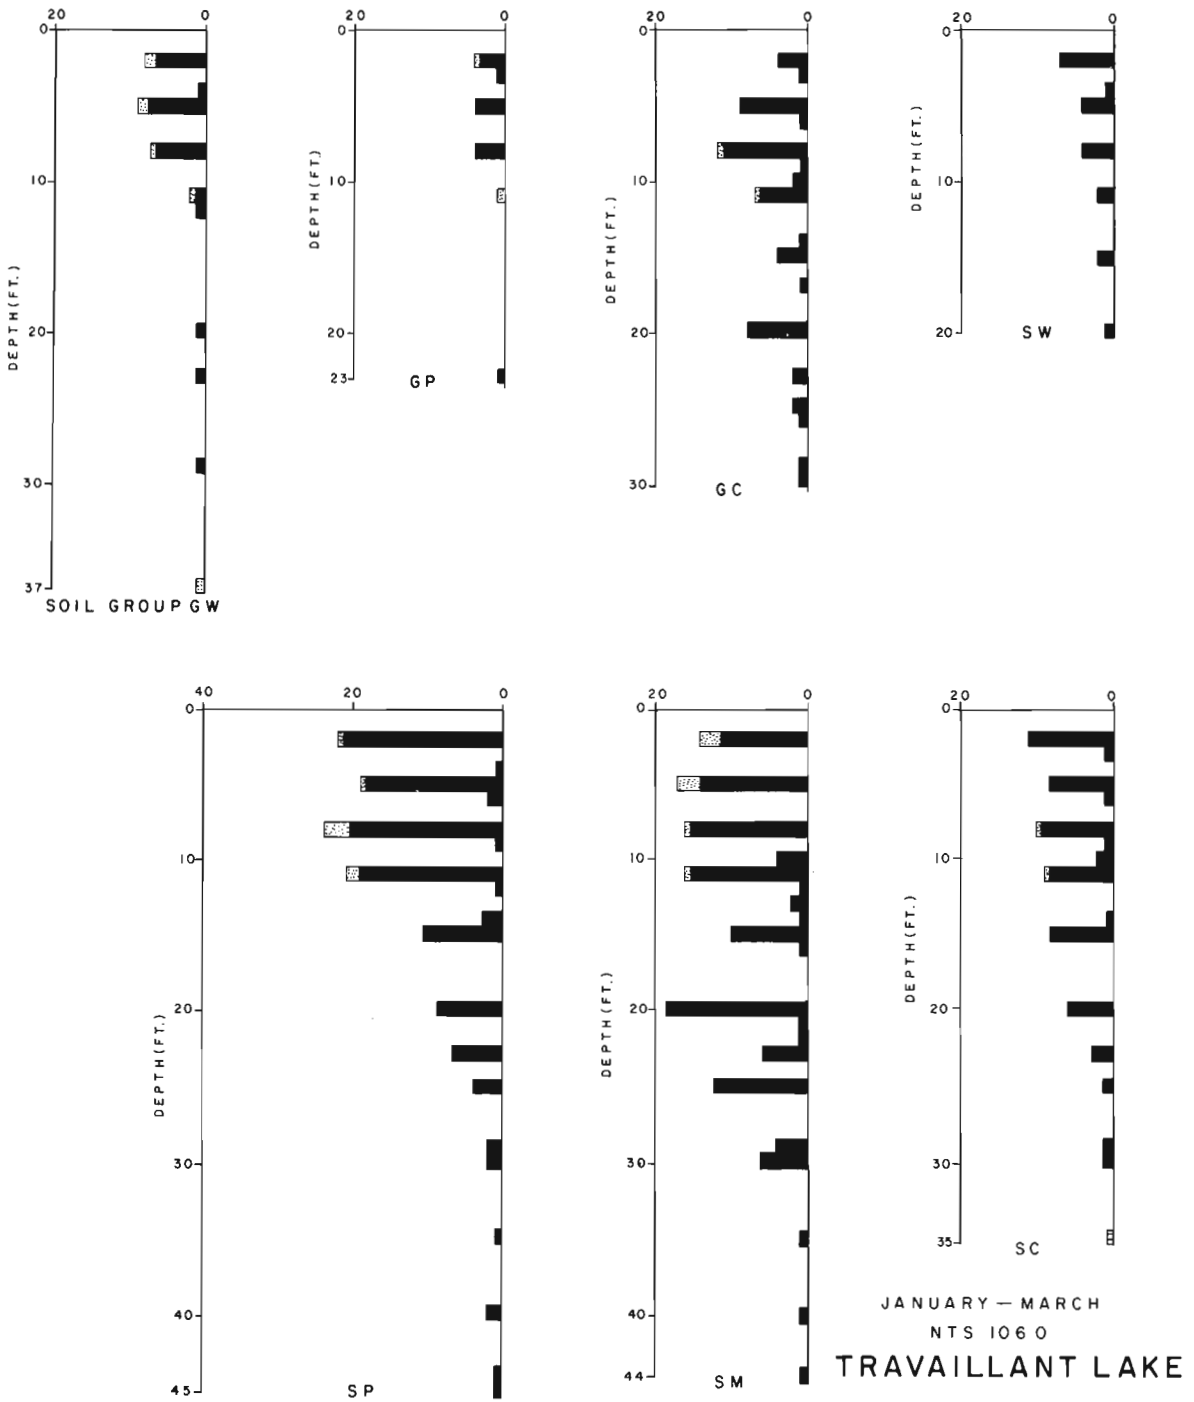 20 0
0
10
20
30
37
DEPTH(FT.)
SOIL GROUP GW
20 0
0
10
20
23
DEPTH(FT.)
GP
20 0
0
10
20
30
DEPTH(FT.)
GC
20 0
0
10
20
DEPTH(FT.)
SW
40 20 0
0
10
20
30
40
45
DEPTH(FT.)
SP
20 0
0
10
20
30
40
44
DEPTH(FT.)
SM
20 0
0
10
20
30
35
DEPTH(FT.)
SC
JANUARY — MARCH
NTS 106 O
TRAVAILLANT LAKE